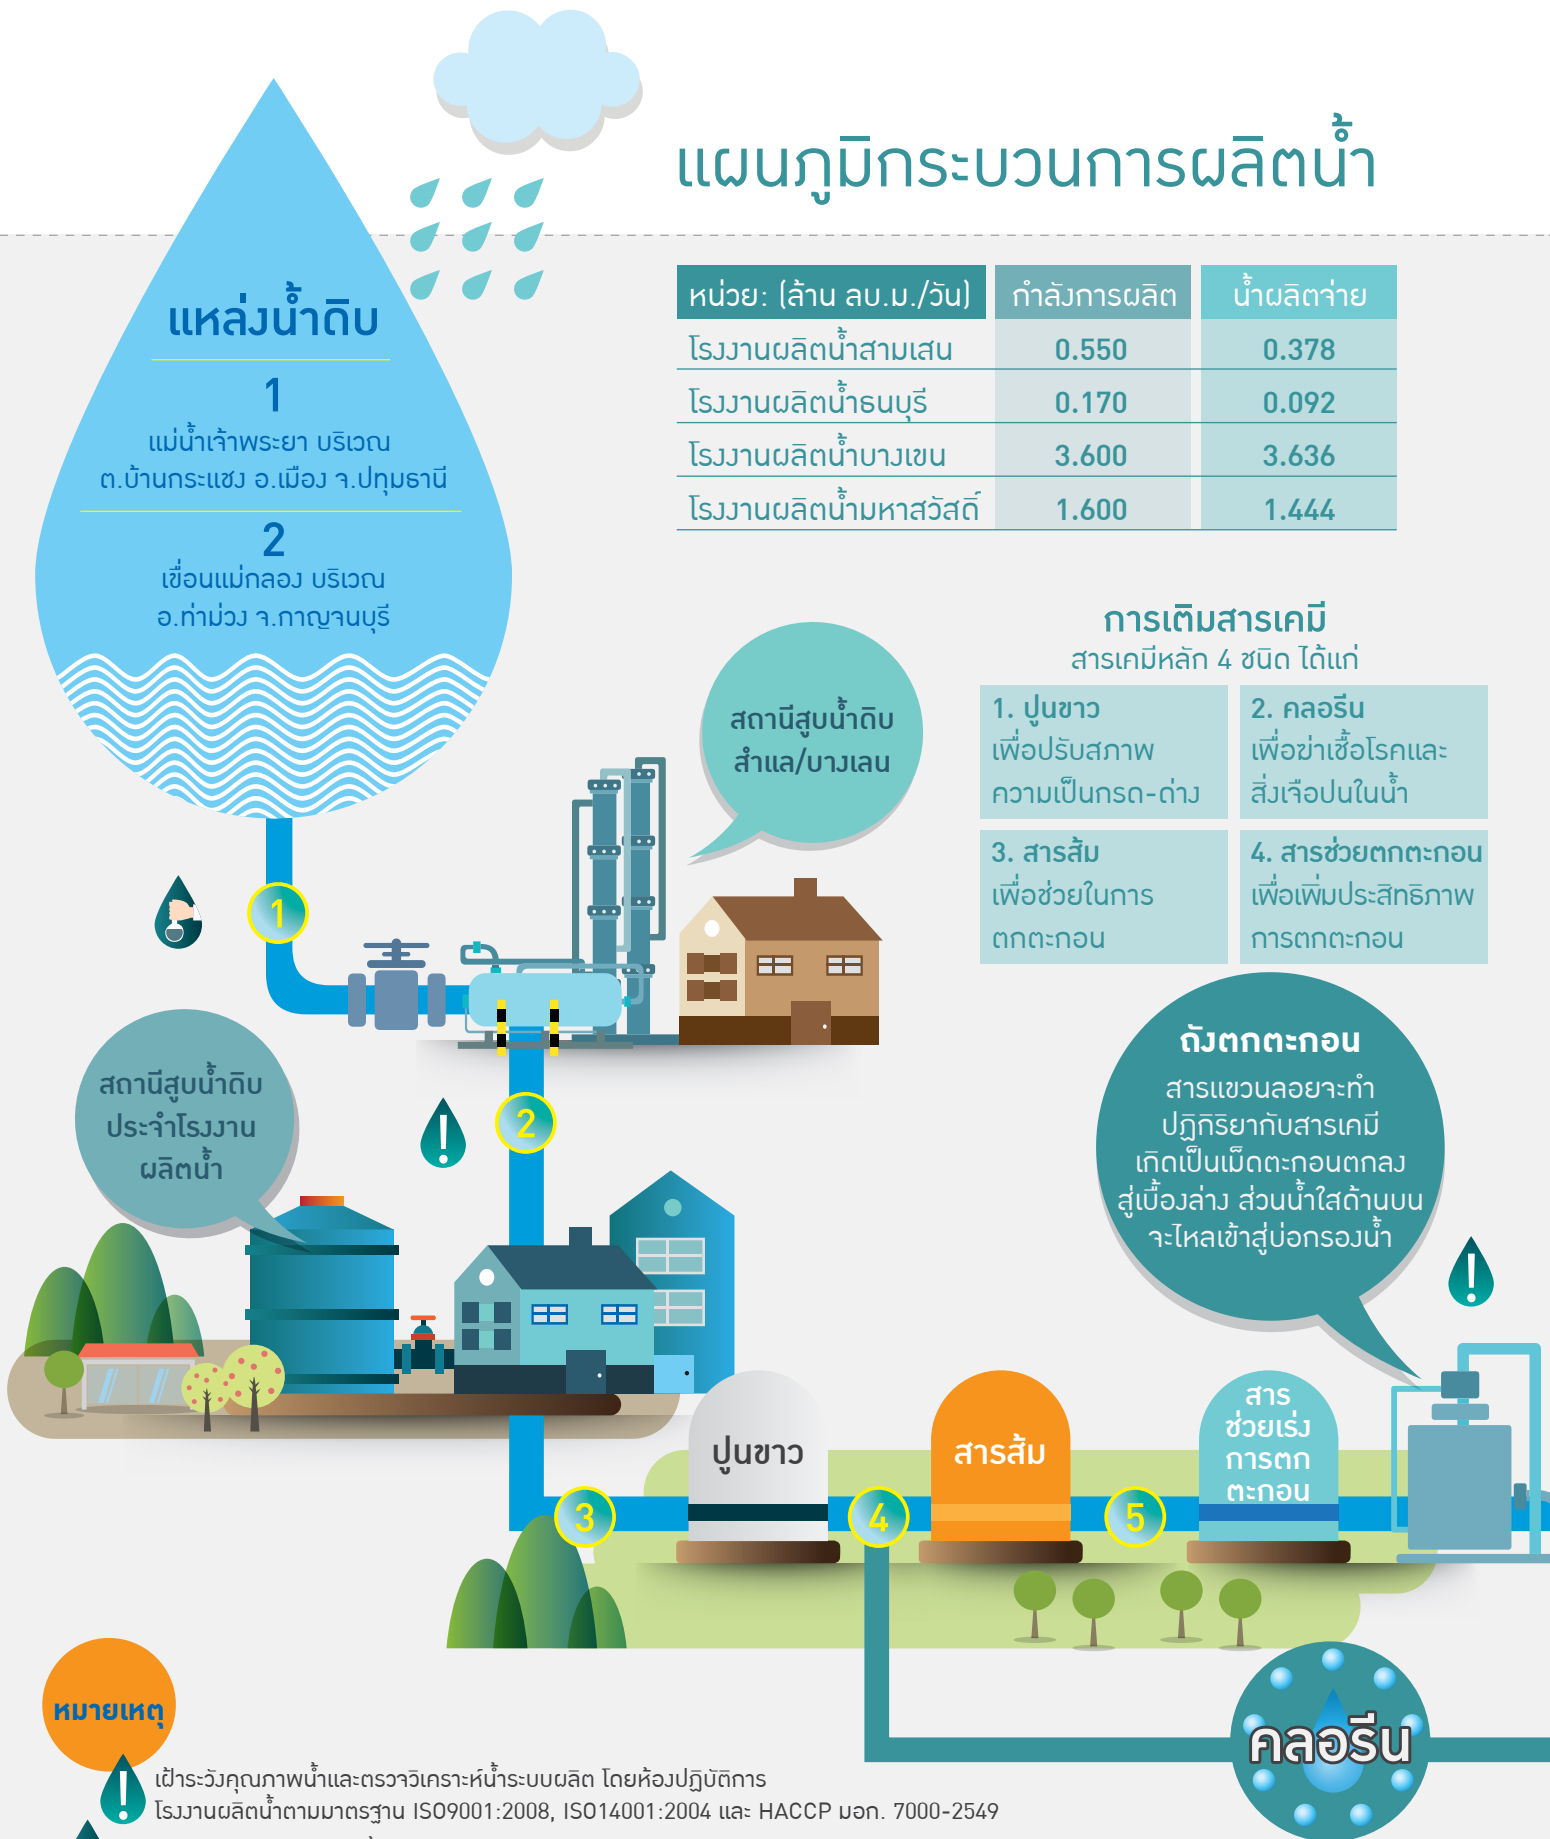 แผนภูมิกระบวนการผลิตน้ำ
แหล่งน้ำดิบ
1
แม่น้ำเจ้าพระยา บริเวณ
ต.บ้านกระแชง อ.เมือง จ.ปทุมธานี
2
เขื่อนแม่กลอง บริเวณ
อ.ท่าม่วง จ.กาญจนบุรี
หน่วย: (ล้าน ลบ.ม./วัน) กำลังการผลิต น้ำผลิตจ่าย
โรงงานผลิตน้ำสามเสน 0.550 0.378
โรงงานผลิตน้ำธนบุรี 0.170 0.092
โรงงานผลิตน้ำบางเขน 3.600 3.636
โรงงานผลิตน้ำมหาสวัสดิ์ 1.600 1.444
การเติมสารเคมี
สารเคมีหลัก 4 ชนิด ได้แก่
1. ปูนขาว
เพื่อปรับสภาพ
ความเป็นกรด-ด่าง
2. คลอรีน
เพื่อฆ่าเชื้อโรคและ
สิ่งเจือปนในน้ำ
3. สารส้ม
เพื่อช่วยในการ
ตกตะกอน
4. สารช่วยตกตะกอน
เพื่อเพิ่มประสิทธิภาพ
การตกตะกอน
สถานีสูบน้ำดิบ
สำแล/บางเลน
1
สถานีสูบน้ำดิบ
ประจำโรงงาน
ผลิตน้ำ
!
2
ถังตกตะกอน
สารแขวนลอยจะทำ
ปฏิกิริยากับสารเคมี
เกิดเป็นเม็ดตะกอนตกลง
สู่เบื้องล่าง ส่วนน้ำใสด้านบน
จะไหลเข้าสู่บ่อกรองน้ำ
!
3
ปูนขาว
4
สารส้ม
5
สาร
ช่วยเร่ง
การตก
ตะกอน
คลอรีน
หมายเหตุ
!
เฝ้าระวังคุณภาพน้ำและตรวจวิเคราะห์น้ำระบบผลิต โดยห้องปฏิบัติการ
โรงงานผลิตน้ำตามมาตรฐาน ISO9001:2008, ISO14001:2004 และ HACCP มอก. 7000-2549